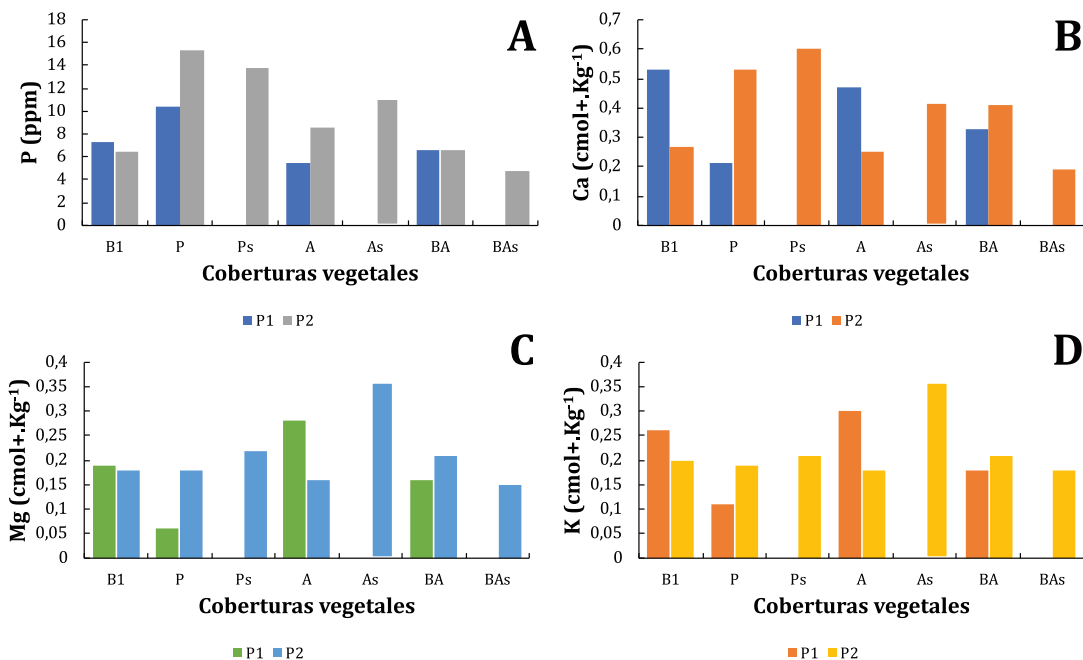 A
P (ppm)
18
16
14
12
10
8
6
4
2
0
B1 P Ps A As BA BAs
Coberturas vegetales
P1 P2
B
Ca (cmol+.Kg⁻¹)
0,7
0,6
0,5
0,4
0,3
0,2
0,1
0
B1 P Ps A As BA BAs
Coberturas vegetales
P1 P2
C
Mg (cmol+.Kg⁻¹)
0,4
0,35
0,3
0,25
0,2
0,15
0,1
0,05
0
B1 P Ps A As BA BAs
Coberturas vegetales
P1 P2
D
K (cmol+.Kg⁻¹)
0,4
0,35
0,3
0,25
0,2
0,15
0,1
0,05
0
B1 P Ps A As BA BAs
Coberturas vegetales
P1 P2